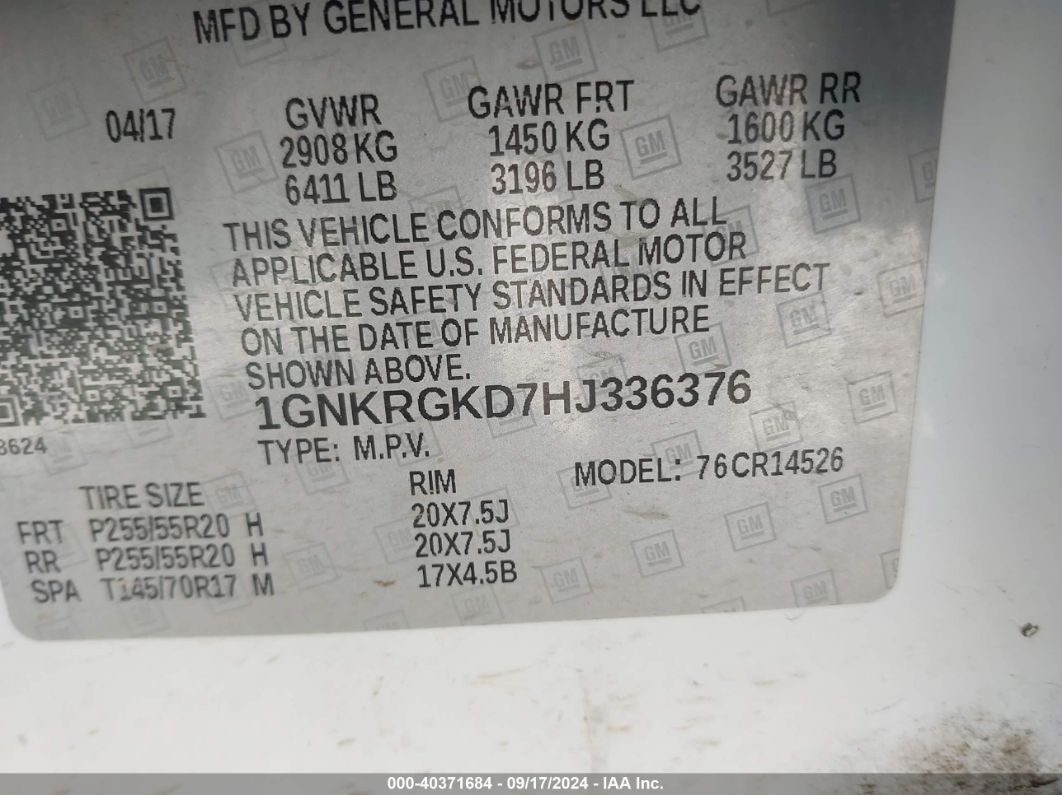 MFD BY GENERAL MOTORS LLC
04/17
GVWR GAWR FRT GAWR RR
2908 KG 1450 KG 1600 KG
6411 LB 3196 LB 3527 LB
THIS VEHICLE CONFORMS TO ALL
APPLICABLE U.S. FEDERAL MOTOR
VEHICLE SAFETY STANDARDS IN EFFECT
ON THE DATE OF MANUFACTURE
SHOWN ABOVE.
1GNKRGKD7HJ336376
8624
TYPE: M.P.V.
MODEL: 76CR14526
TIRE SIZE RIM
FRT P255/55R20 H 20X7.5J
RR P255/55R20 H 20X7.5J
SPA T145/70R17 M 17X4.5B
000-40371684 - 09/17/2024 - IAA Inc.